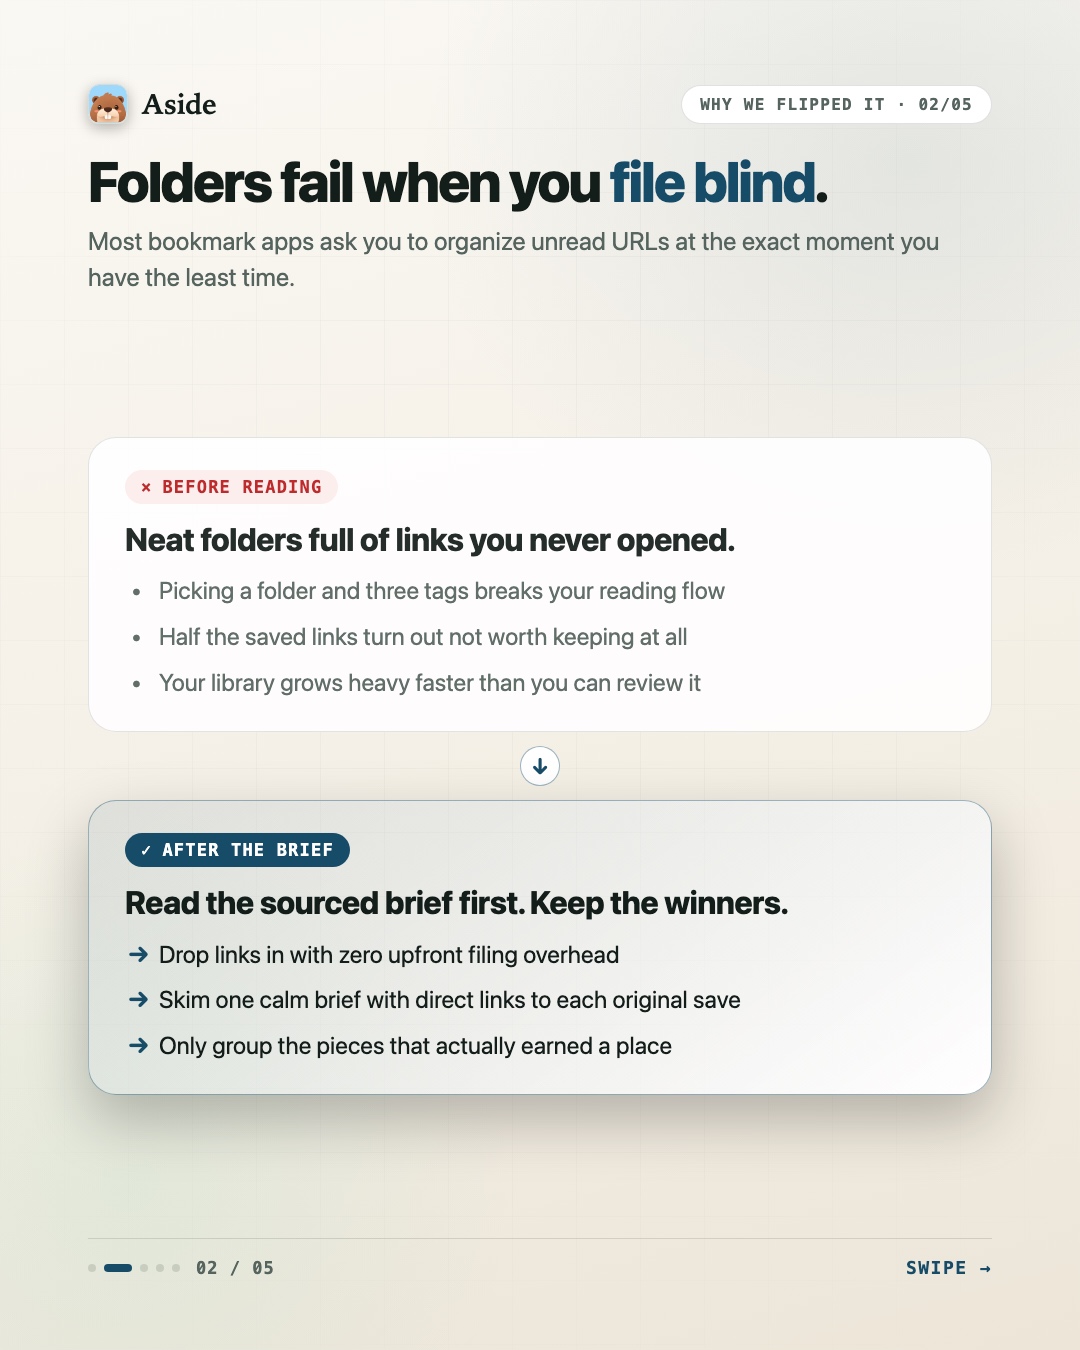 Aside
WHY WE FLIPPED IT · 02/05
Folders fail when you file blind.
Most bookmark apps ask you to organize unread URLs at the exact moment you
have the least time.
× BEFORE READING
Neat folders full of links you never opened.
• Picking a folder and three tags breaks your reading flow
• Half the saved links turn out not worth keeping at all
• Your library grows heavy faster than you can review it
↓
✓ AFTER THE BRIEF
Read the sourced brief first. Keep the winners.
→ Drop links in with zero upfront filing overhead
→ Skim one calm brief with direct links to each original save
→ Only group the pieces that actually earned a place
02 / 05
SWIPE →